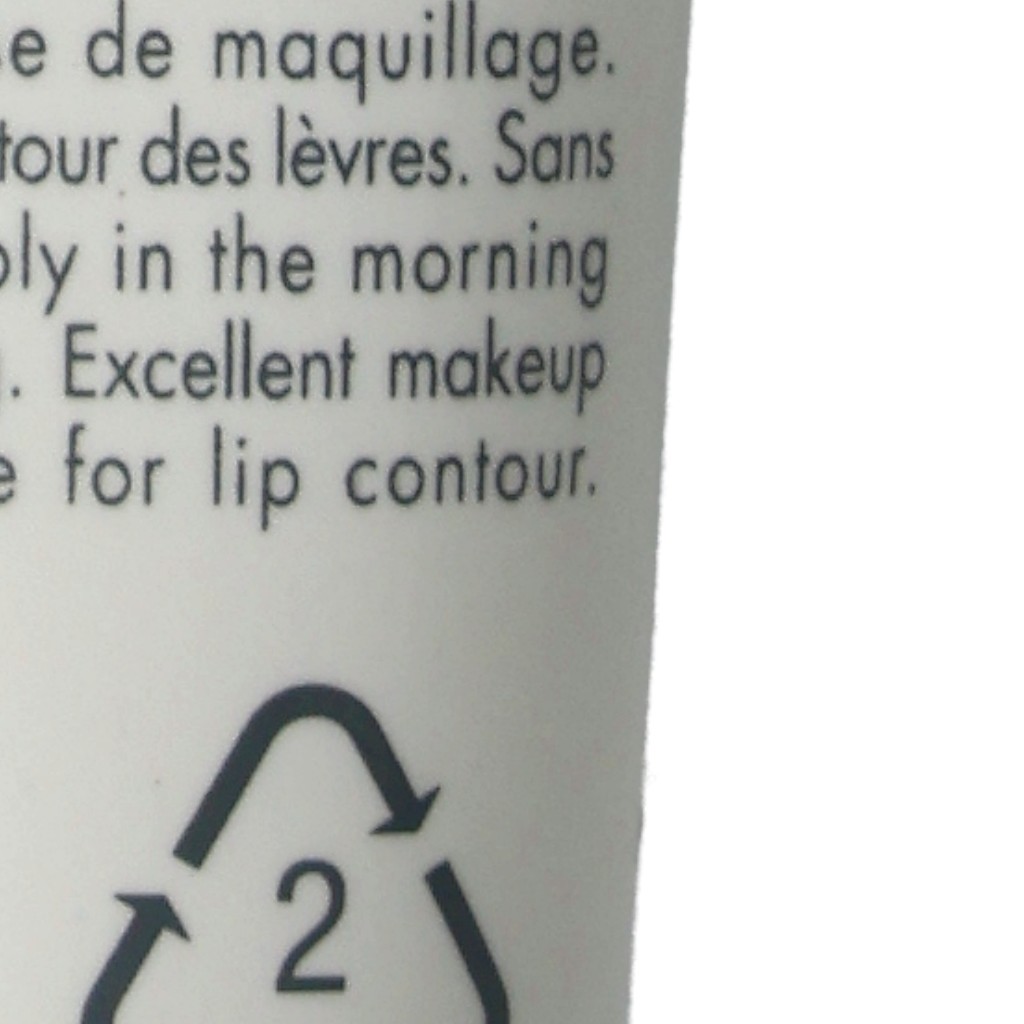 de maquillage.
tour des lèvres. Sans
in the morning
. Excellent makeup
for lip contour.
2